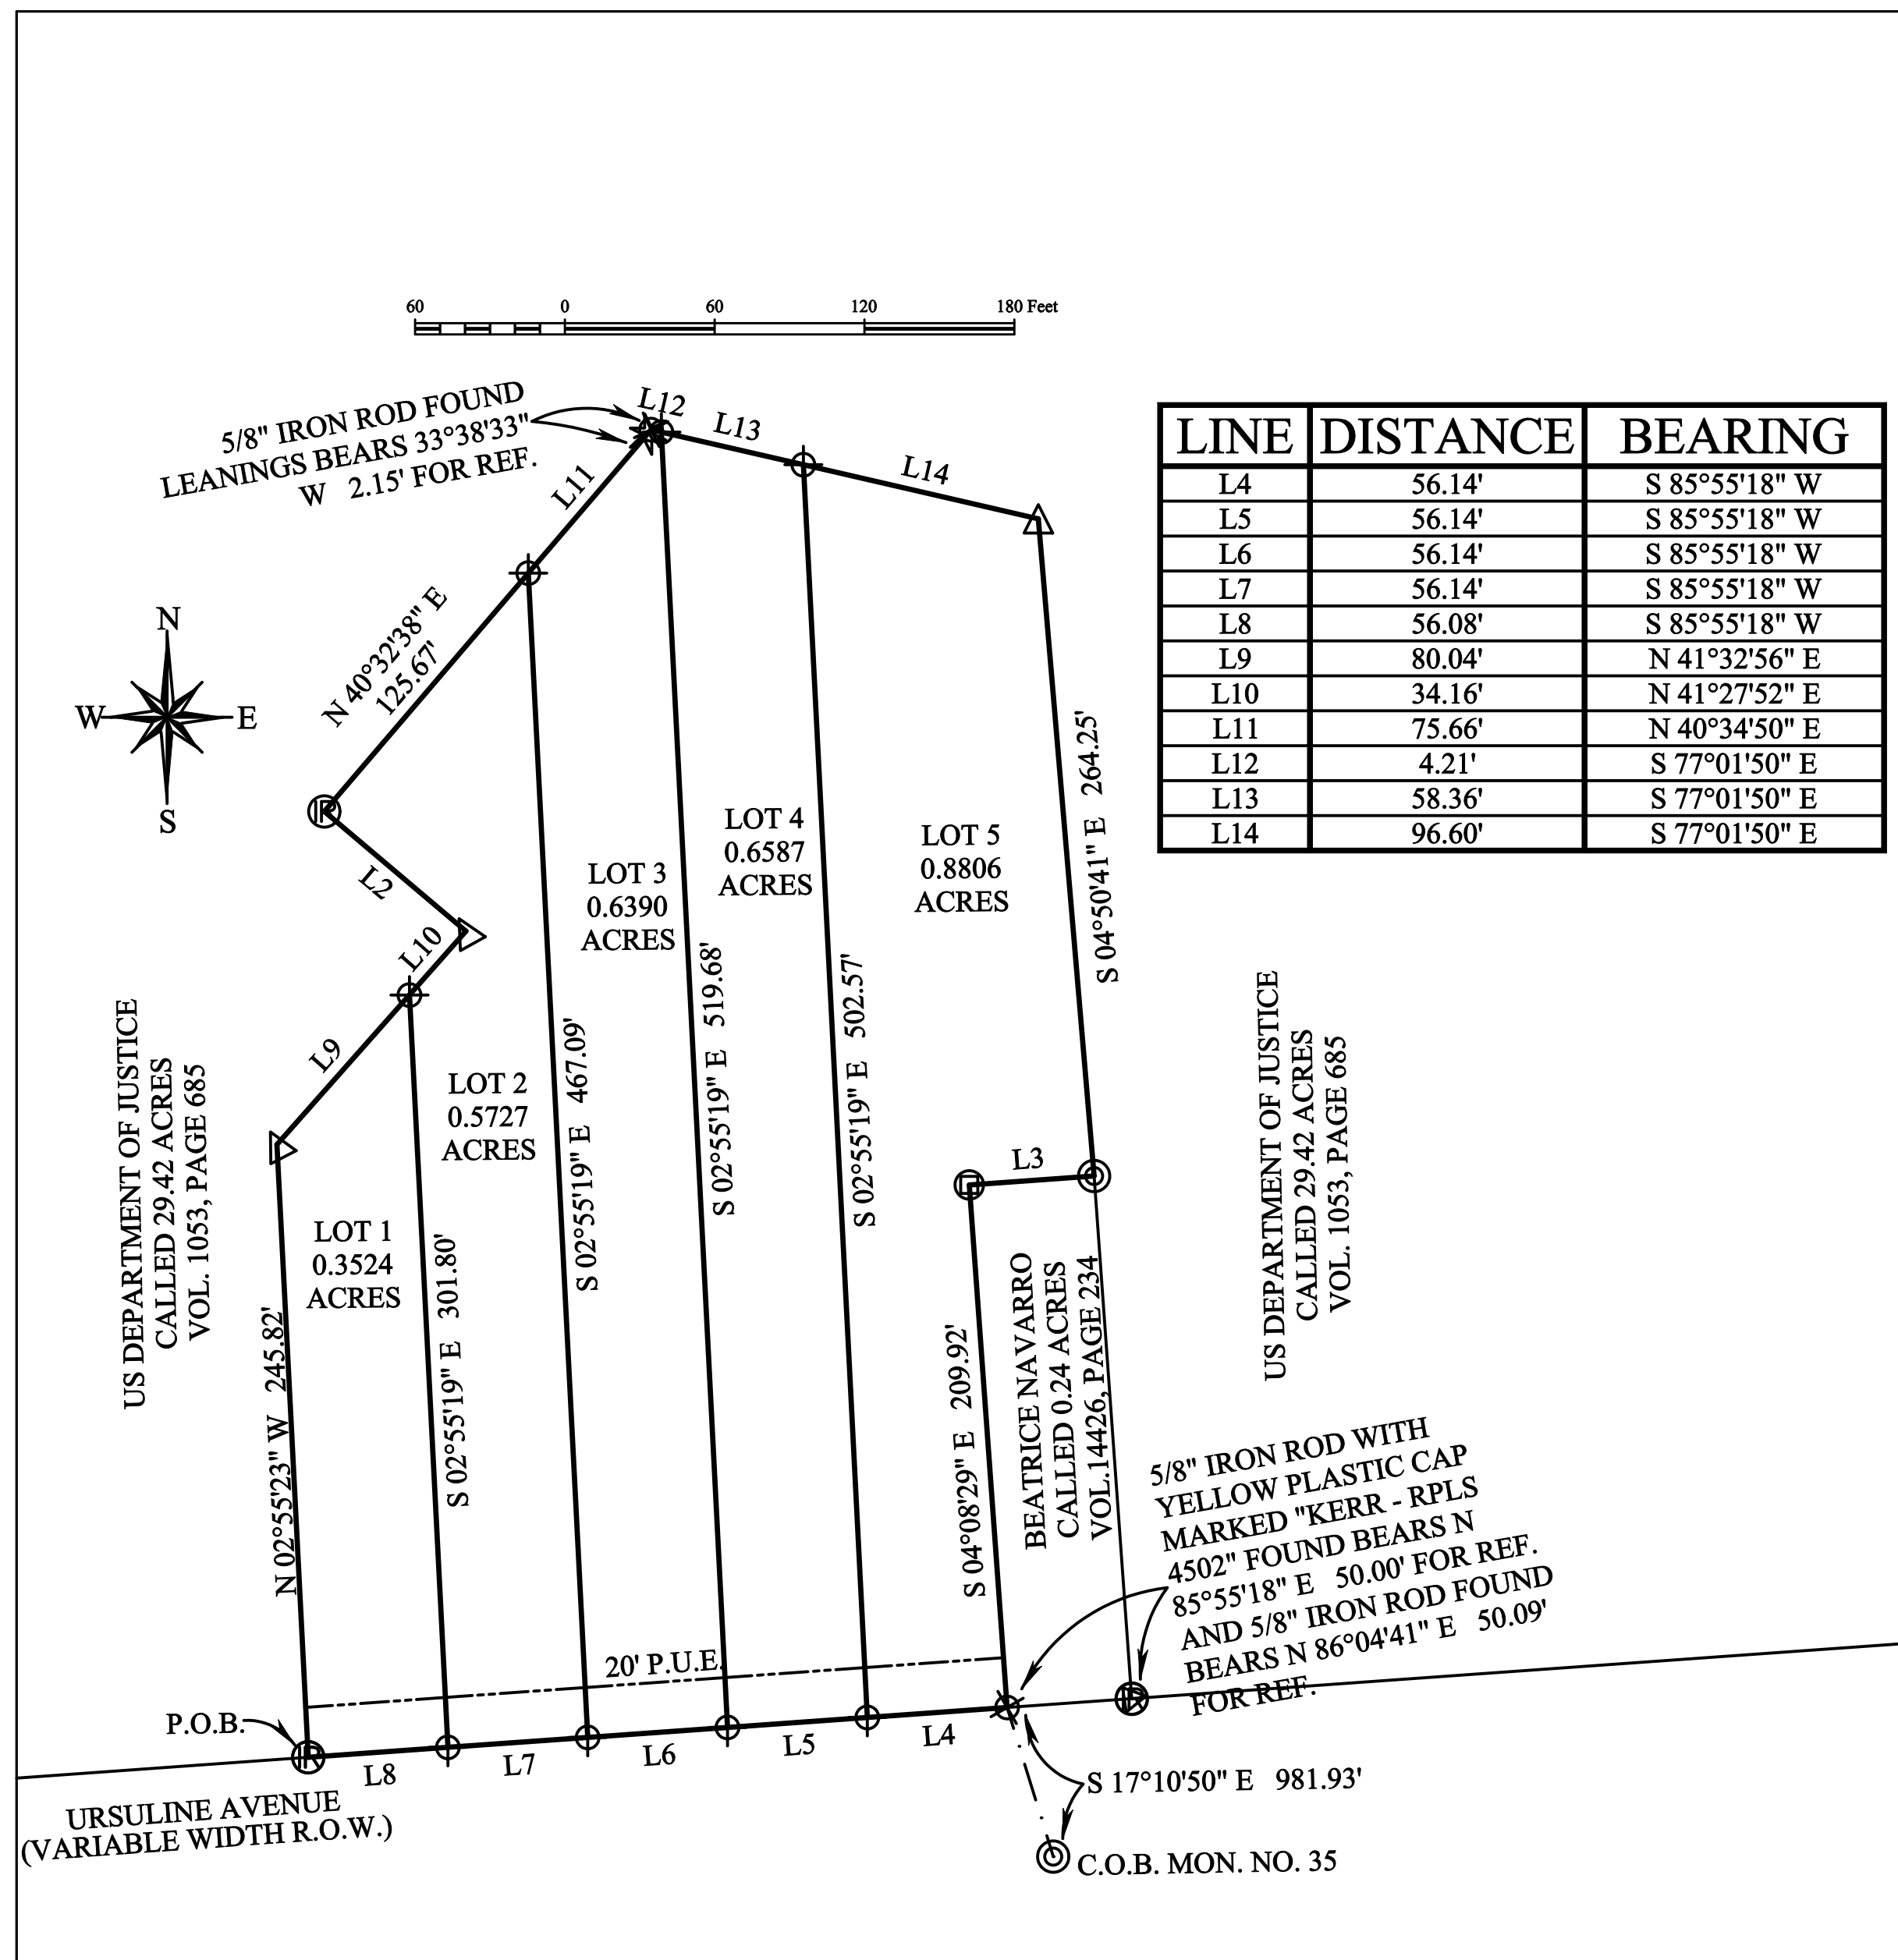 60 0 60 120 180 Feet
5/8" IRON ROD FOUND
LEANINGS BEARS 33°38'33"
W 2.15' FOR REF.
L12
L13
L14
L11
N 40°32'38" E
125.67'
N
W E
S
L2
L10
L9
LINE DISTANCE BEARING
L4 56.14' S 85°55'18" W
L5 56.14' S 85°55'18" W
L6 56.14' S 85°55'18" W
L7 56.14' S 85°55'18" W
L8 56.08' S 85°55'18" W
L9 80.04' N 41°32'56" E
L10 34.16' N 41°27'52" E
L11 75.66' N 40°34'50" E
L12 4.21' S 77°01'50" E
L13 58.36' S 77°01'50" E
L14 96.60' S 77°01'50" E
IR
LOT 1
0.3524
ACRES
LOT 2
0.5727
ACRES
LOT 3
0.6390
ACRES
LOT 4
0.6587
ACRES
LOT 5
0.8806
ACRES
US DEPARTMENT OF JUSTICE
CALLED 29.42 ACRES
VOL. 1053, PAGE 685
N 02°55'23" W 245.82'
S 02°55'19" E 301.80'
S 02°55'19" E 467.09'
S 02°55'19" E 519.68'
S 02°55'19" E 502.57'
S 04°50'41" E 264.25'
L3
S 04°08'29" E 209.92'
BEATRICE NAVARRO
CALLED 0.24 ACRES
VOL.14426, PAGE 234
US DEPARTMENT OF JUSTICE
CALLED 29.42 ACRES
VOL. 1053, PAGE 685
5/8" IRON ROD WITH
YELLOW PLASTIC CAP
MARKED "KERR - RPLS
4502" FOUND BEARS N
85°55'18" E 50.00' FOR REF.
AND 5/8" IRON ROD FOUND
BEARS N 86°04'41" E 50.09'
FOR REF.
20' P.U.E.
P.O.B.
IR
L8
L7
L6
L5
L4
IR
S 17°10'50" E 981.93'
URSULINE AVENUE
(VARIABLE WIDTH R.O.W.)
C.O.B. MON. NO. 35